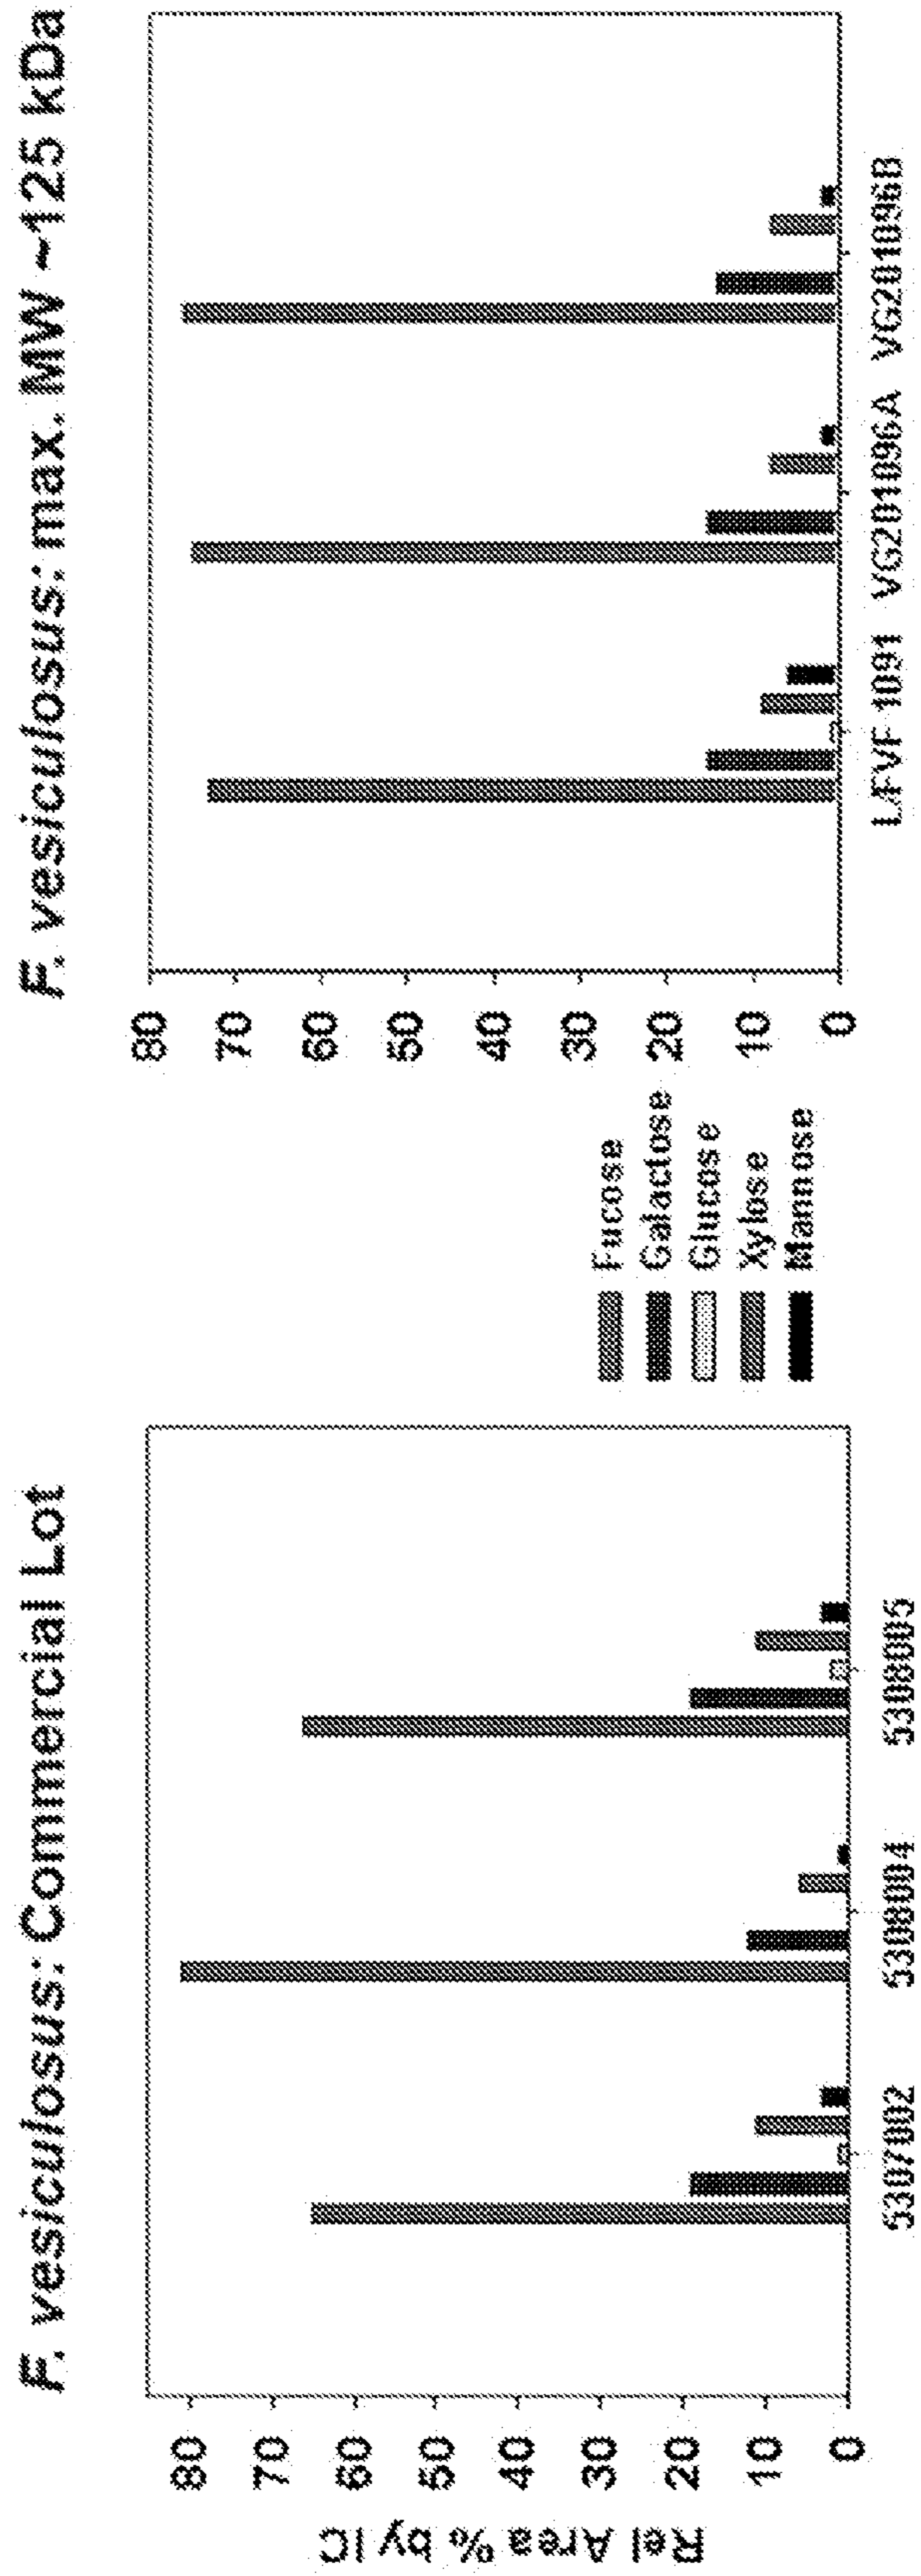 F. vesiculosus: Commercial Lot
Rel Area % by IC
80
70
60
50
40
30
20
10
0
5307002
5308004
5308005
Fucose
Galactose
Glucose
Xylose
Mannose
F. vesiculosus: max. MW ~125 kDa
80
70
60
50
40
30
20
10
0
L/FVF 1091
VG201096A
VG201096B